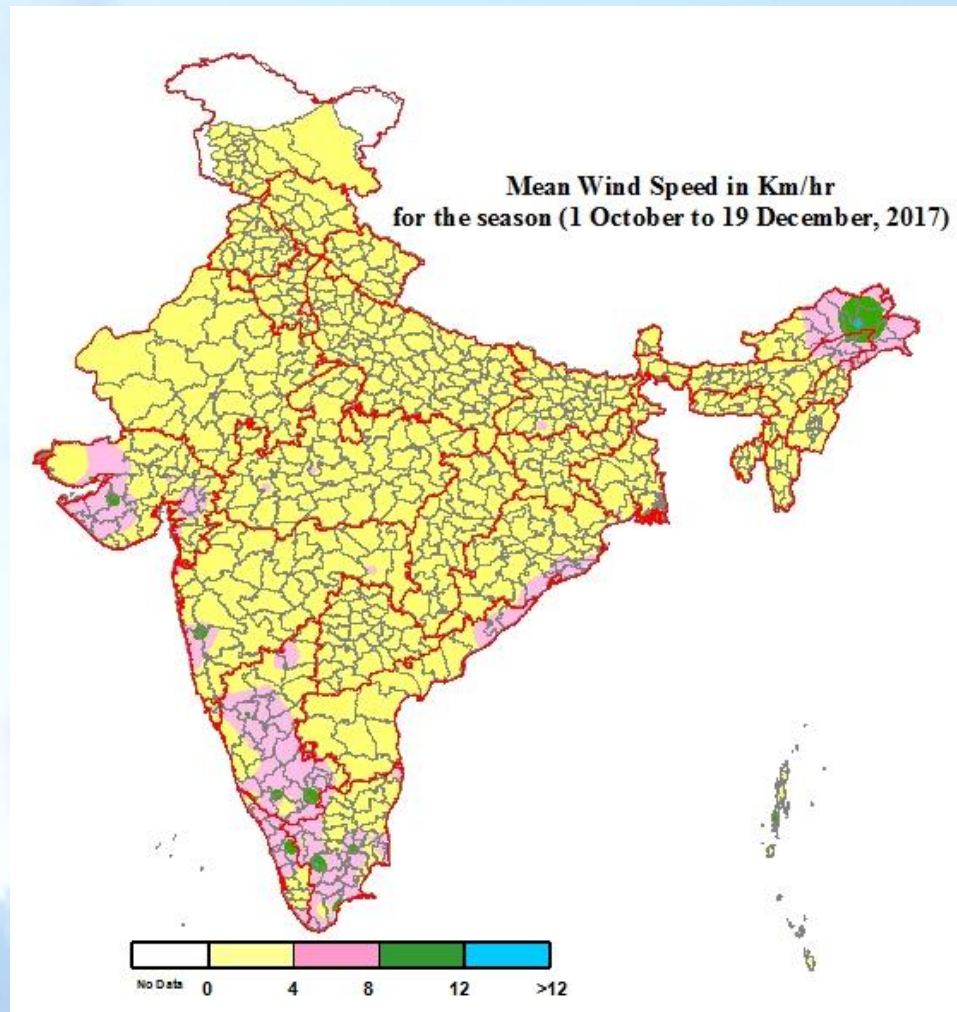 Mean Wind Speed in Km/hr
for the season (1 October to 19 December, 2017)
No Data 0 4 8 12 >12